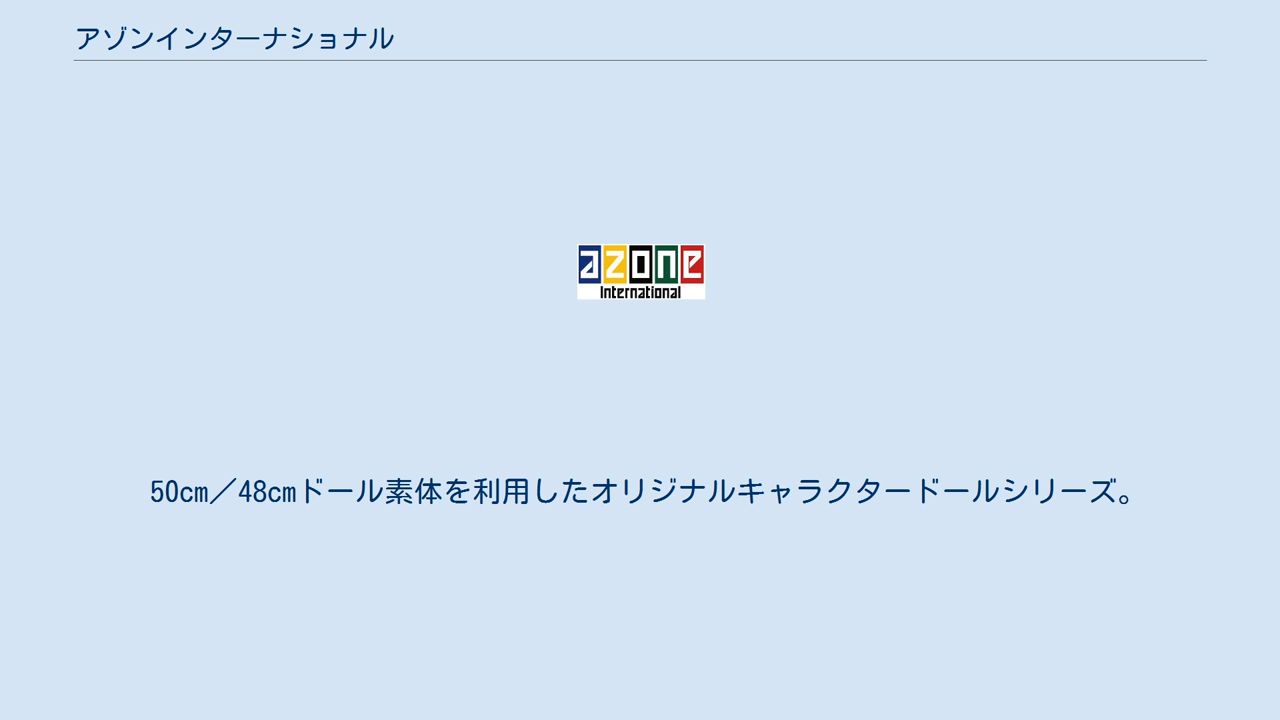 アゾンインターナショナル
azone
International
50cm／48cmドール素体を利用したオリジナルキャラクタードールシリーズ。